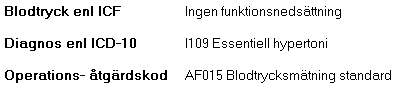 Blodtryck enl ICF Ingen funktionsnedsättning
Diagnos enl ICD-10 I109 Essentiell hypertoni
Operations- åtgärdskod AF015 Blodtrycksmätning standard